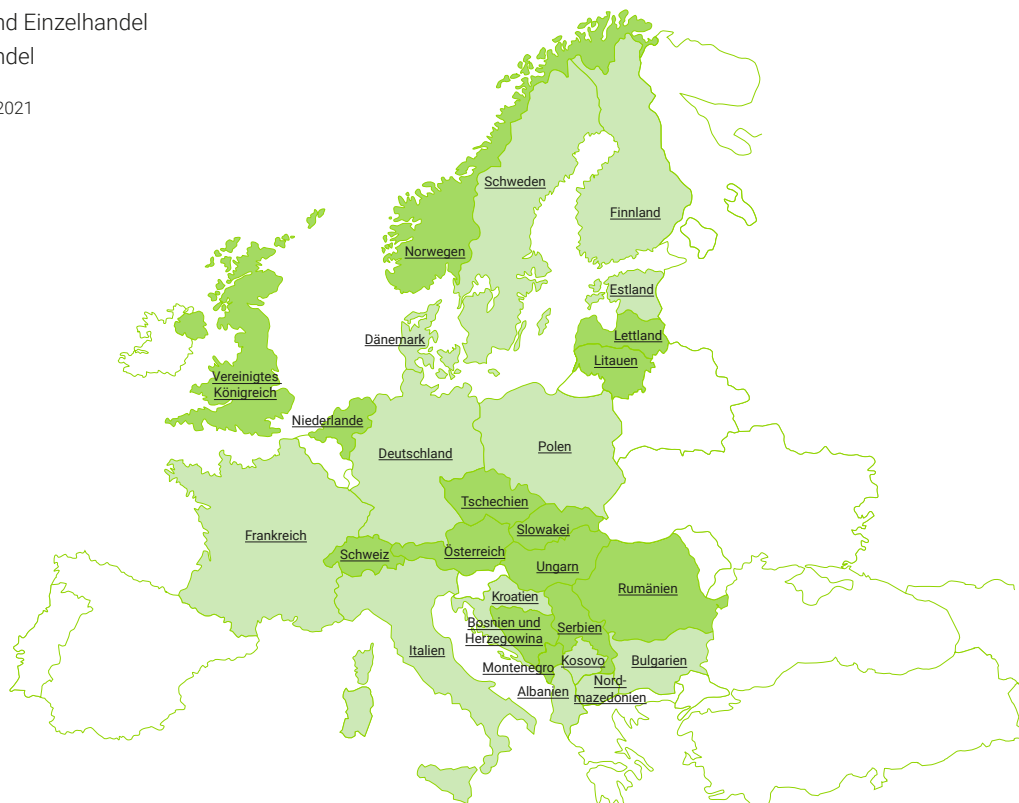 nd Einzelhandel
ndel
2021
Schweden
Finnland
Norwegen
Estland
Lettland
Dänemark
Litauen
Vereinigtes
Königreich
Niederlande
Deutschland
Polen
Tschechien
Slowakei
Frankreich
Schweiz
Österreich
Ungarn
Rumänien
Kroatien
Bosnien und
Herzegowina
Serbien
Italien
Montenegro
Kosovo
Bulgarien
Albanien
Nord-
mazedonien